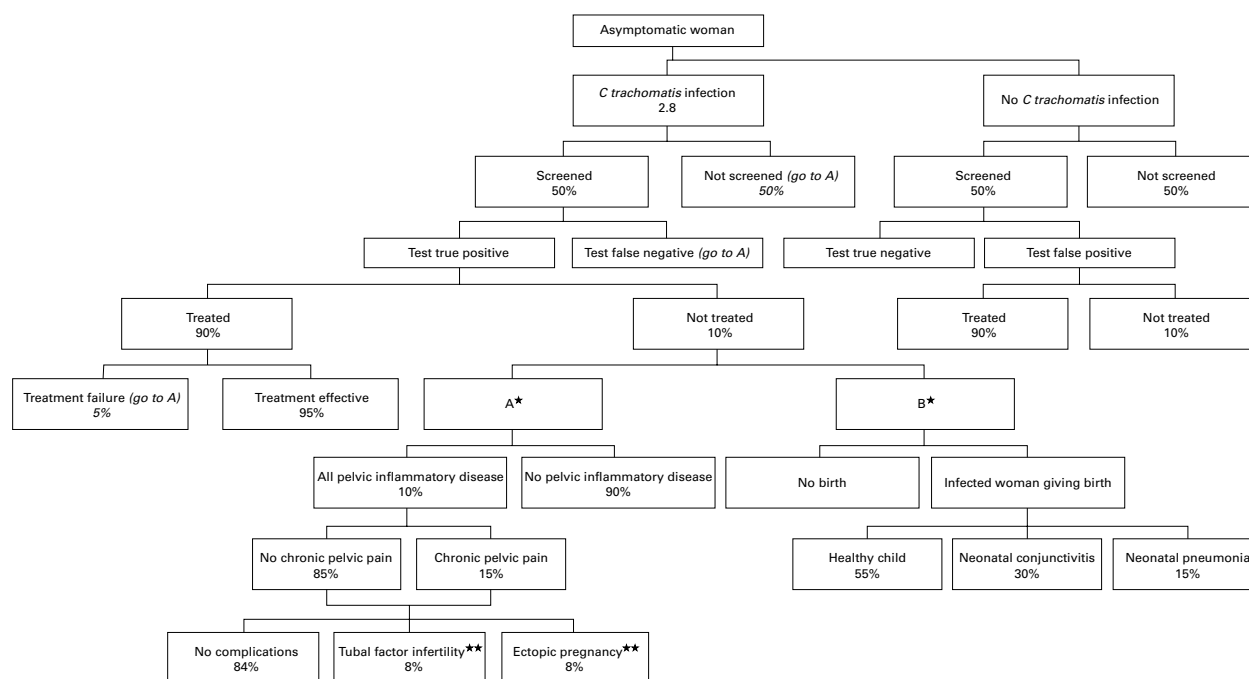 Asymptomatic woman
C trachomatis infection
2.8
No C trachomatis infection
Screened
50%
Not screened (go to A)
50%
Screened
50%
Not screened
50%
Test true positive
Test false negative (go to A)
Test true negative
Test false positive
Treated
90%
Not treated
10%
Treated
90%
Not treated
10%
Treatment failure (go to A)
5%
Treatment effective
95%
A★
B★
All pelvic inflammatory disease
10%
No pelvic inflammatory disease
90%
No birth
Infected woman giving birth
No chronic pelvic pain
85%
Chronic pelvic pain
15%
Healthy child
55%
Neonatal conjunctivitis
30%
Neonatal pneumonia
15%
No complications
84%
Tubal factor infertility★★
8%
Ectopic pregnancy★★
8%